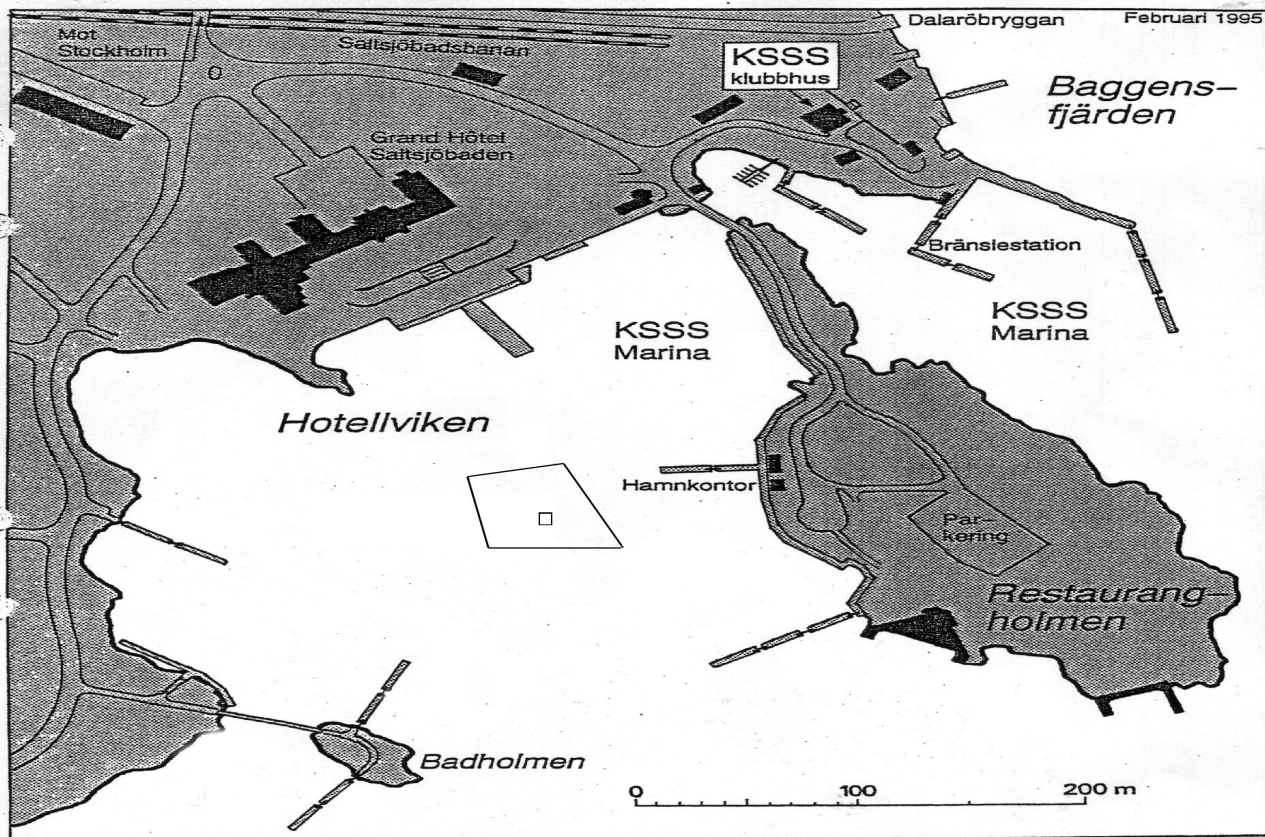 Dalaröbryggan
Februari 1995
Mot
Stockholm
Saltsjöbadsbanan
KSSS
klubbhus
Baggens-
fjärden
Grand Hôtel
Saltsjöbaden
Bränslestation
KSSS
Marina
KSSS
Marina
Hotellviken
Hamnkontor
Par-
kering
Restaurang-
holmen
Badholmen
0 100 200 m